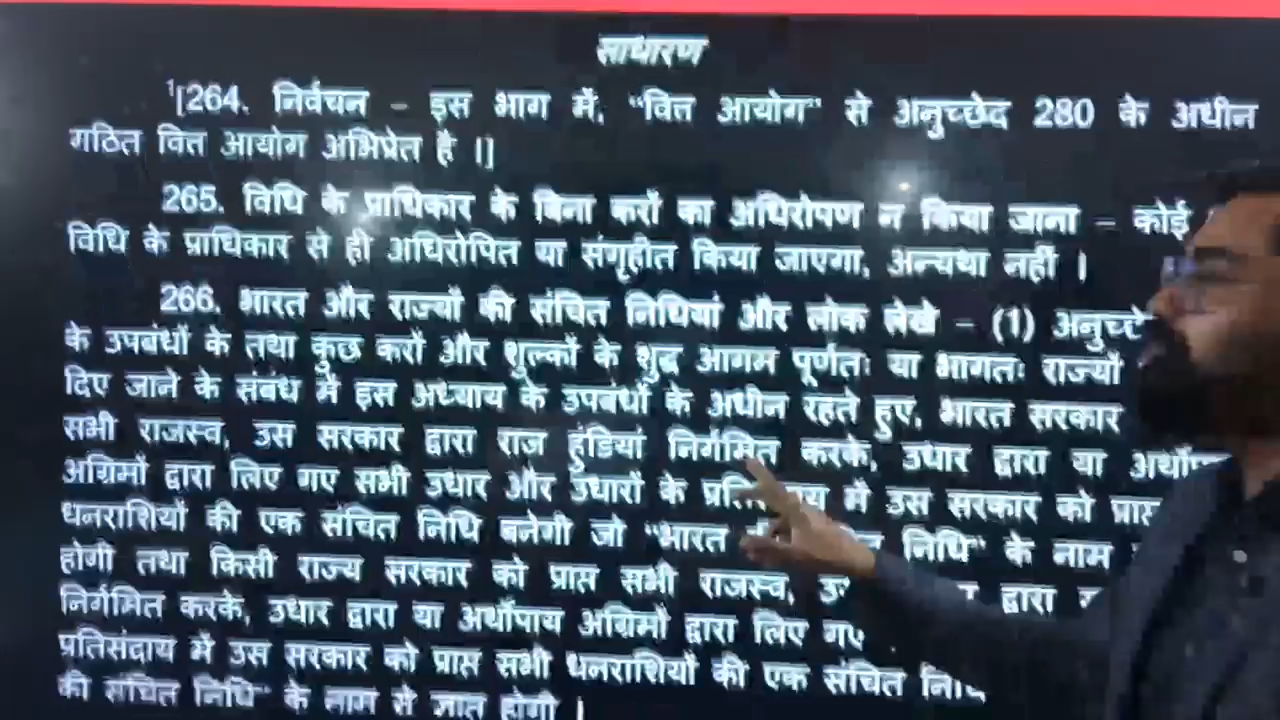 साधारण
¹[264. निर्वचन – इस भाग में, “वित्त आयोग” से अनुच्छेद 280 के अधीन
गठित वित्त आयोग अभिप्रेत है ।]
265. विधि के प्राधिकार के बिना करों का अधिरोपण न किया जाना – कोई
विधि के प्राधिकार से ही अधिरोपित या संगृहीत किया जाएगा, अन्यथा नहीं ।
266. भारत और राज्यों की संचित निधियां और लोक लेखे – (1)
के उपबंधों के तथा कुछ करों और शुल्कों के शुद्ध आगम पूर्णतः या भागतः राज्यों
दिए जाने के संबंध में इस अध्याय के उपबंधों के अधीन रहते हुए, भारत सरकार
सभी राजस्व, उस सरकार द्वारा राज हुंडियां निर्गमित करके, उधार द्वारा या
अग्रिमों द्वारा लिए गए सभी उधार और उधारों के में उस सरकार को
धनराशियों की एक संचित निधि बनेगी जो “भारत निधि” के नाम
होगी तथा किसी राज्य सरकार को प्राप्त सभी राजस्व, द्वारा
निर्गमित करके, उधार द्वारा या अर्थोपाय अग्रिमों द्वारा लिए गए
प्रतिसंदाय में उस सरकार को प्राप्त सभी धनराशियों की एक संचित
की संचित निधि” के नाम से ज्ञात होगी ।